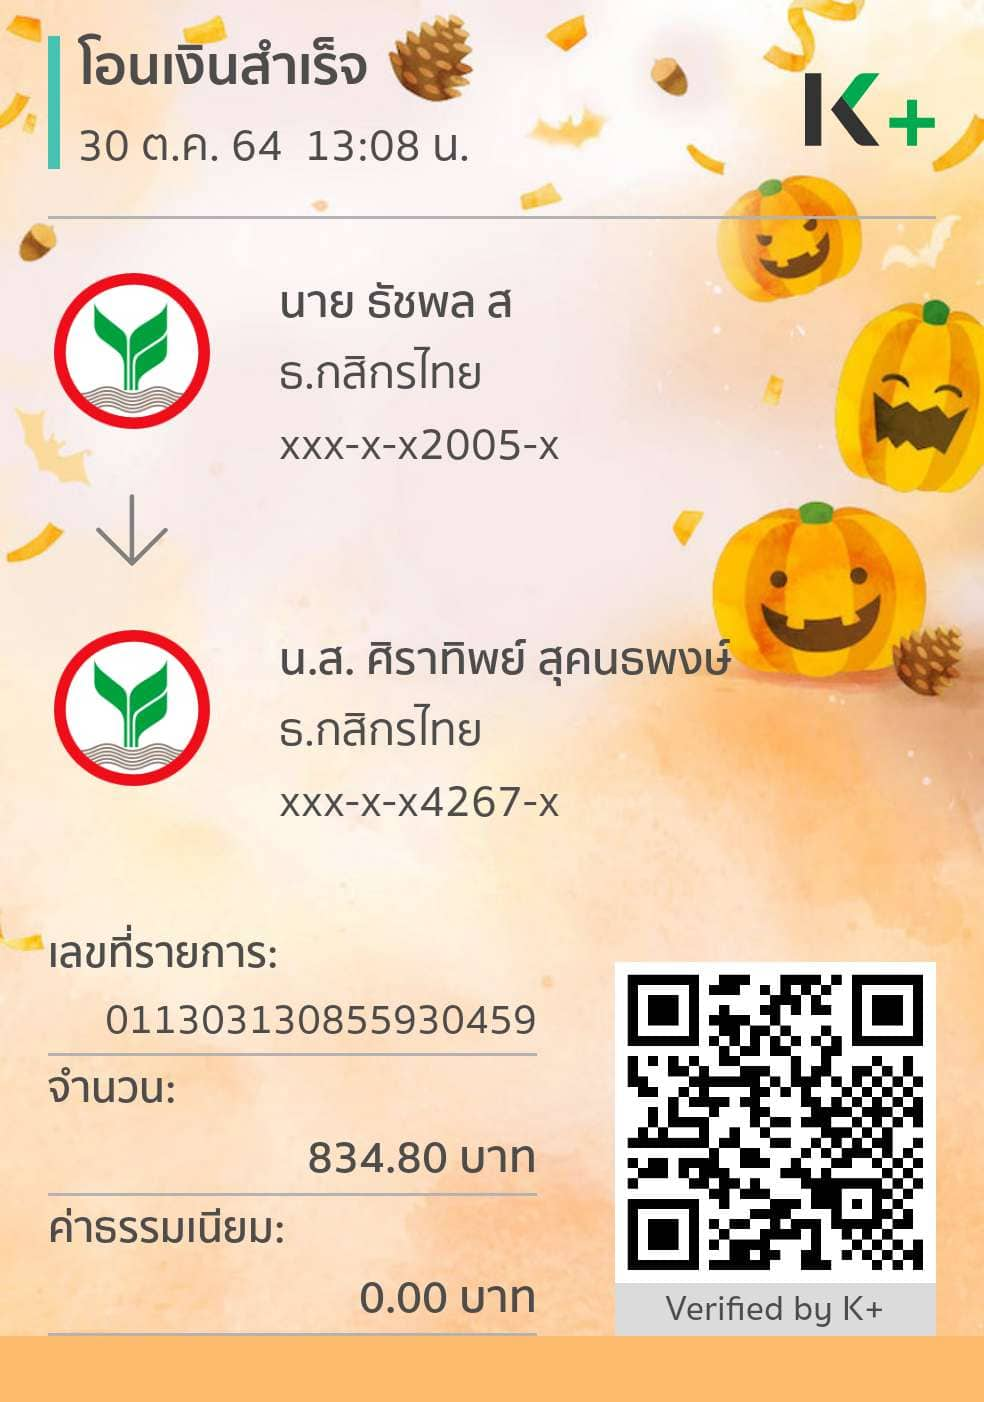 โอนเงินสำเร็จ
30 ต.ค. 64 13:08 น.
K+
นาย ธัชพล ส
ธ.กสิกรไทย
xxx-x-x2005-x
น.ส. ศิราทิพย์ สุคนธพงษ์
ธ.กสิกรไทย
xxx-x-x4267-x
เลขที่รายการ:
011303130855930459
จำนวน:
834.80 บาท
ค่าธรรมเนียม:
0.00 บาท
Verified by K+